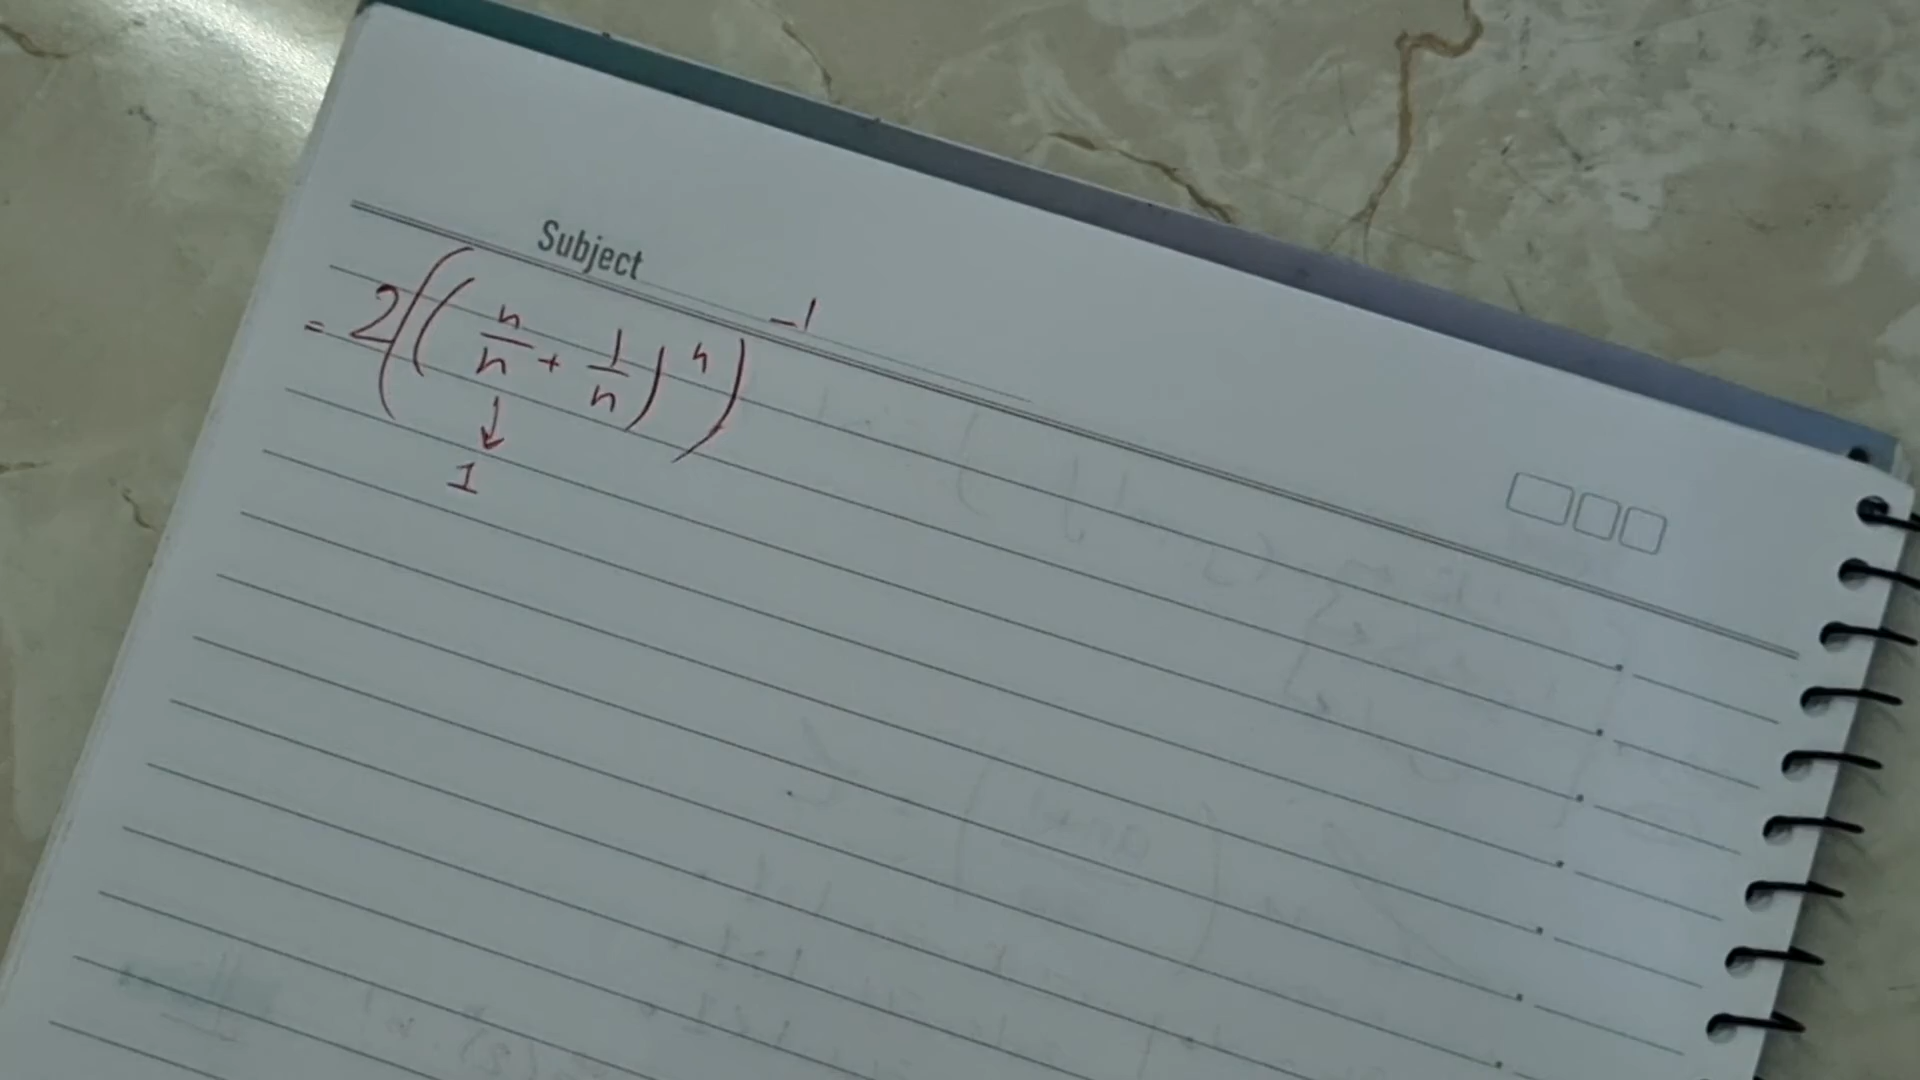 Subject
= 2((n/n + 1/n)^n)^-1
↓
1